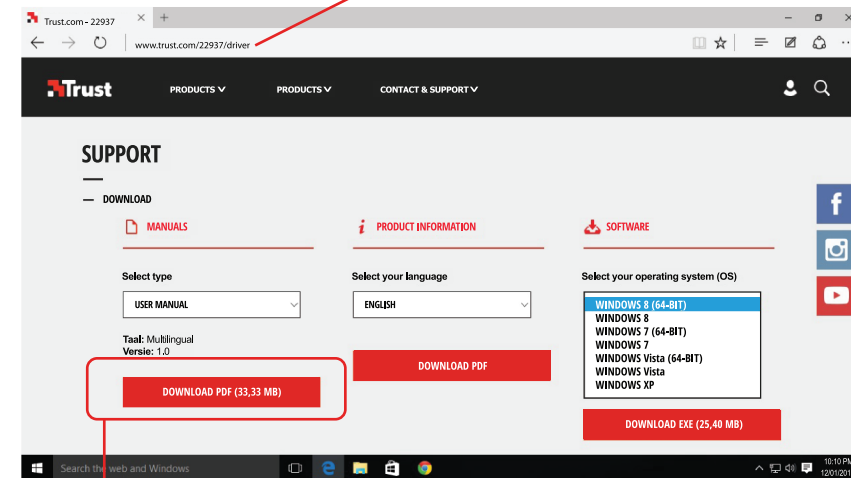 Trust.com - 22937
www.trust.com/22937/driver
Trust
PRODUCTS
PRODUCTS
CONTACT & SUPPORT
SUPPORT
DOWNLOAD
MANUALS
Select type
USER MANUAL
Taal: Multilingual
Versie: 1.0
DOWNLOAD PDF (33,33 MB)
PRODUCT INFORMATION
Select your language
ENGLISH
DOWNLOAD PDF
SOFTWARE
Select your operating system (OS)
WINDOWS 8 (64-BIT)
WINDOWS 8
WINDOWS 7 (64-BIT)
WINDOWS 7
WINDOWS Vista (64-BIT)
WINDOWS Vista
WINDOWS XP
DOWNLOAD EXE (25,40 MB)
Search the web and Windows
10:10 PM
12/01/201